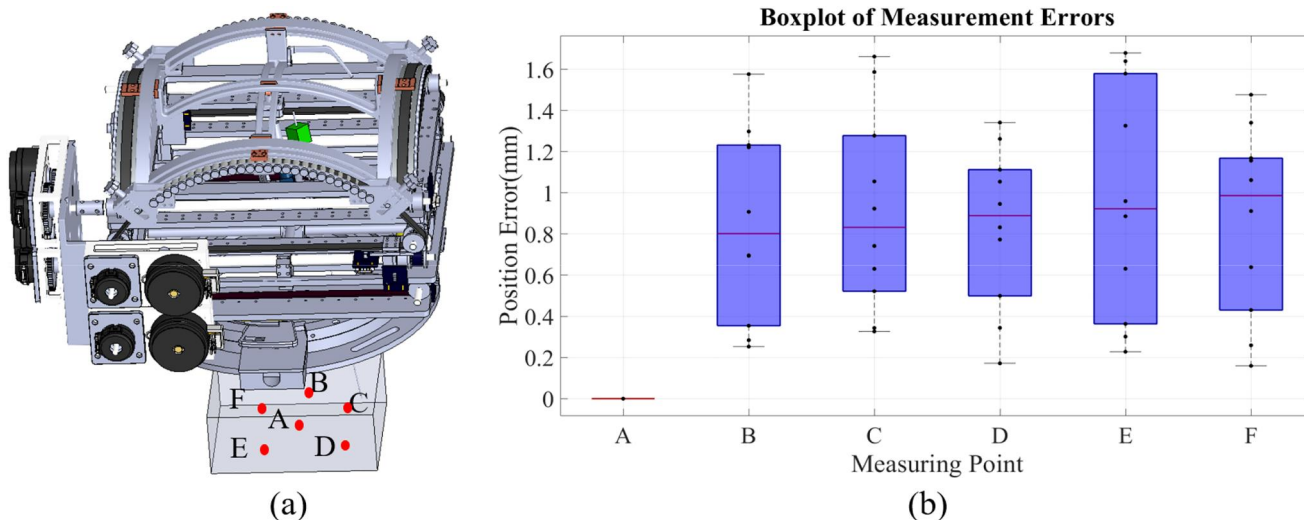 Boxplot of Measurement Errors
1.6
1.4
1.2
1
0.8
0.6
0.4
0.2
0
Position Error(mm)
A B C D E F
Measuring Point
B
F C
A
E D
(a) (b)